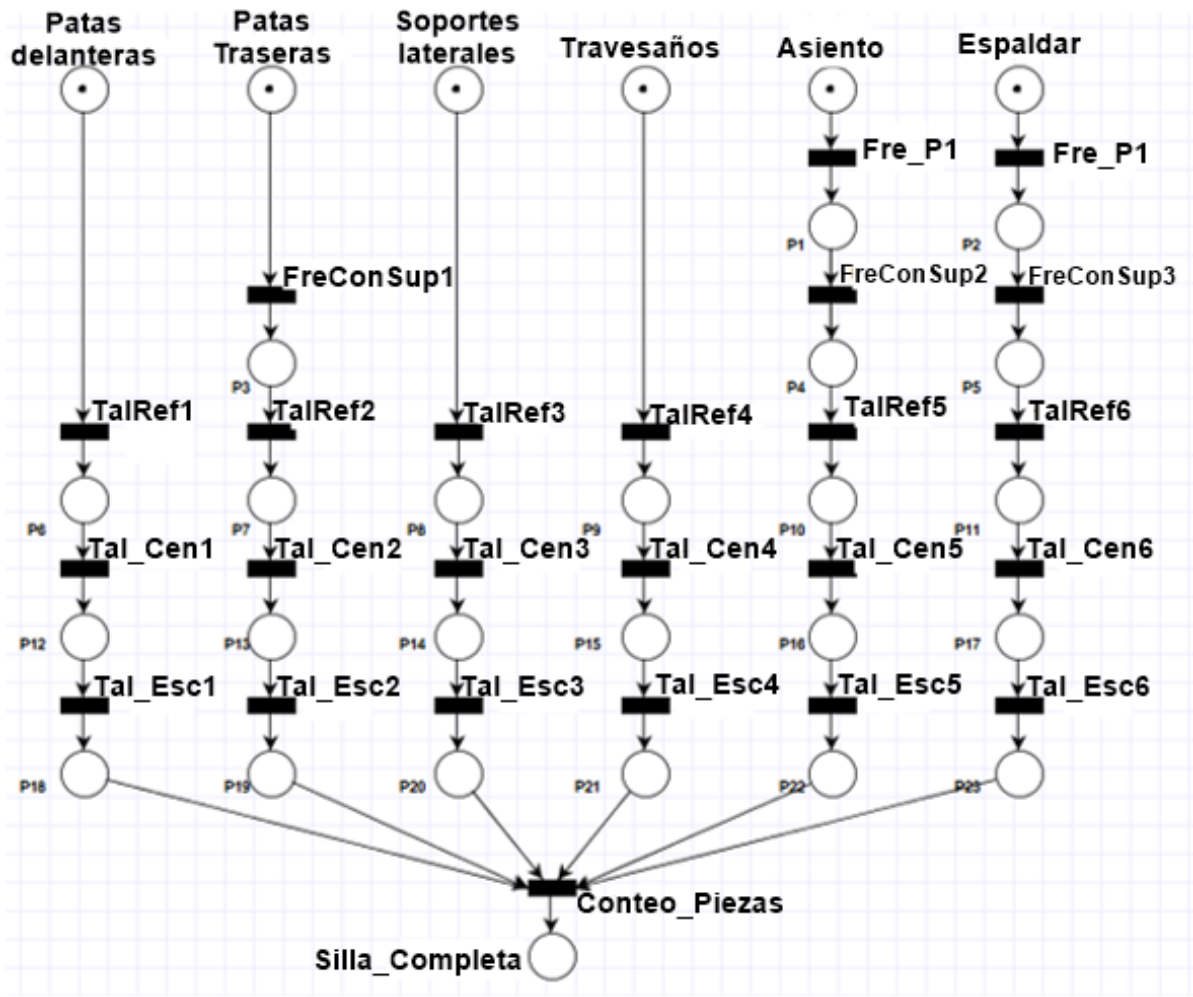 Patas
delanteras
Patas
Traseras
Soportes
laterales
Travesaños
Asiento
Espaldar
Fre_P1
Fre_P1
P1
P2
FreConSup1
FreConSup2
FreConSup3
P3
P4
P5
TalRef1
TalRef2
TalRef3
TalRef4
TalRef5
TalRef6
P6
P7
P8
P9
P10
P11
Tal_Cen1
Tal_Cen2
Tal_Cen3
Tal_Cen4
Tal_Cen5
Tal_Cen6
P12
P13
P14
P15
P16
P17
Tal_Esc1
Tal_Esc2
Tal_Esc3
Tal_Esc4
Tal_Esc5
Tal_Esc6
P18
P19
P20
P21
P22
P23
Conteo_Piezas
Silla_Completa